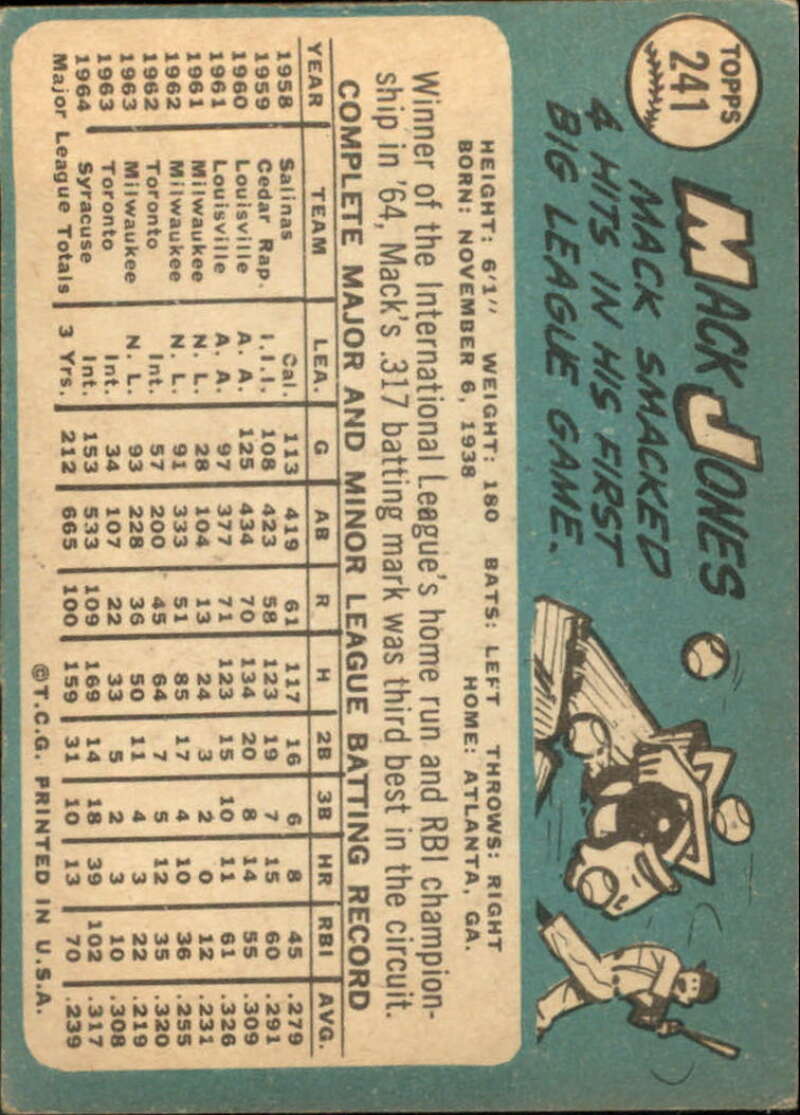 TOPPS
241
MACK JONES
MACK SMACKED
4 HITS IN HIS FIRST
BIG LEAGUE GAME.
HEIGHT: 6'1" WEIGHT: 180 BATS: LEFT THROWS: RIGHT
BORN: NOVEMBER 6, 1938 HOME: ATLANTA, GA.
Winner of the International League's home run and RBI champion-
ship in '64, Mack's .317 batting mark was third best in the circuit.
COMPLETE MAJOR AND MINOR LEAGUE BATTING RECORD
YEAR TEAM LEA. G AB R H 2B 3B HR RBI AVG.
1958 Salinas Cal. 113 419 61 117 16 6 8 45 .279
1959 Cedar Rap. I.I.I. 108 423 58 123 19 7 15 60 .291
1960 Louisville A. A. 125 434 70 134 20 8 14 55 .309
1961 Louisville A. A. 97 377 71 123 15 10 11 61 .326
1961 Milwaukee N. L. 28 104 13 24 3 2 0 12 .231
1962 Milwaukee N. L. 91 333 51 85 17 4 10 36 .255
1962 Toronto Int. 57 200 45 64 7 5 12 35 .320
1963 Milwaukee N. L. 93 228 36 50 11 4 3 22 .219
1963 Toronto Int. 34 107 22 33 5 2 3 10 .308
1964 Syracuse Int. 153 533 109 169 14 18 39 102 .317
Major League Totals 3 Yrs. 212 665 100 159 31 10 13 70 .239
©T.C.G. PRINTED IN U.S.A.